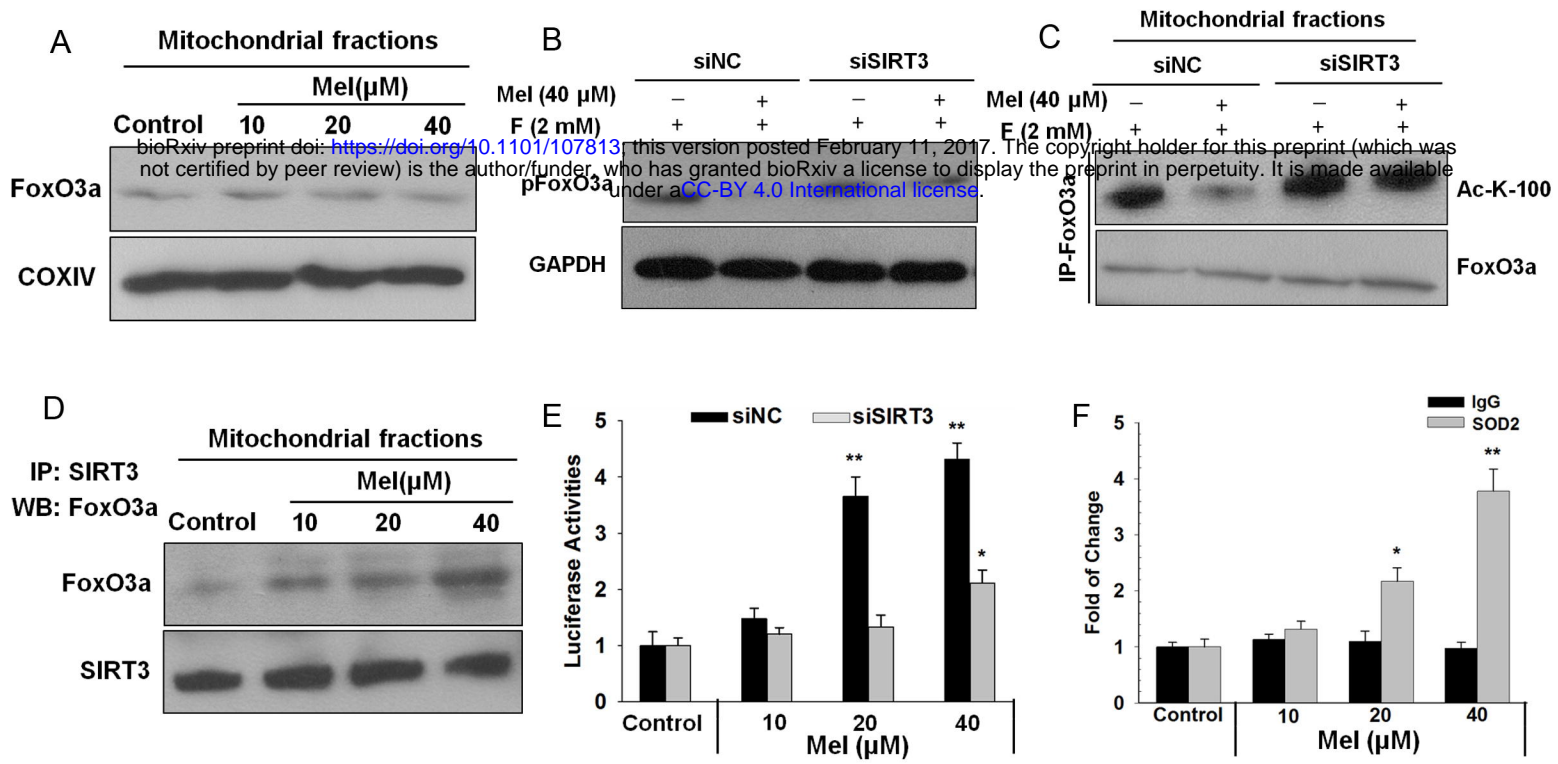 A
Mitochondrial fractions
Mel(μM)
Control 10 20 40
FoxO3a
COXIV
B
siNC siSIRT3
Mel (40 μM) − + − +
F (2 mM) + + + +
pFoxO3a
GAPDH
C
Mitochondrial fractions
siNC siSIRT3
Mel (40 μM) − + − +
F (2 mM) + + + +
IP-FoxO3a
Ac-K-100
FoxO3a
bioRxiv preprint doi: https://doi.org/10.1101/107813; this version posted February 11, 2017. The copyright holder for this preprint (which was
not certified by peer review) is the author/funder, who has granted bioRxiv a license to display the preprint in perpetuity. It is made available
under aCC-BY 4.0 International license.
D
Mitochondrial fractions
IP: SIRT3
WB: FoxO3a
Mel(μM)
Control 10 20 40
FoxO3a
SIRT3
E
siNC siSIRT3
Luciferase Activities
5
4
3
2
1
0
** ** *
Control 10 20 40
Mel (μM)
F
IgG
SOD2
Fold of Change
5
4
3
2
1
0
* **
Control 10 20 40
Mel (μM)